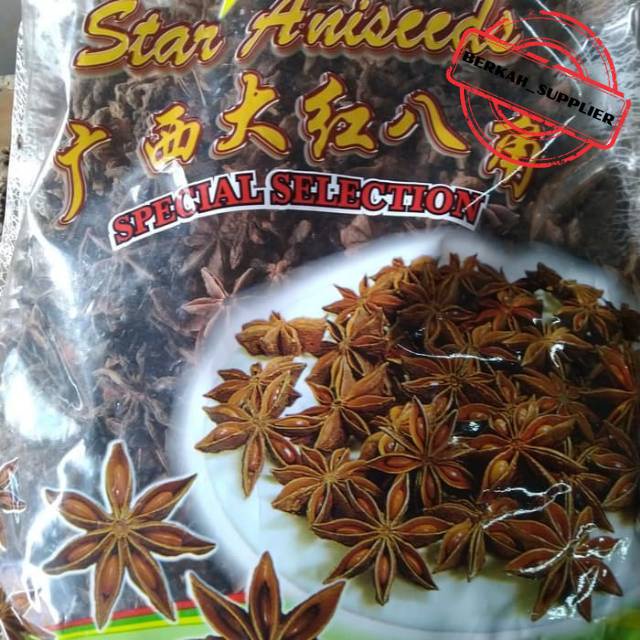 Star Aniseeds
广西大红八角
SPECIAL SELECTION
BERKAH_SUPPLIER